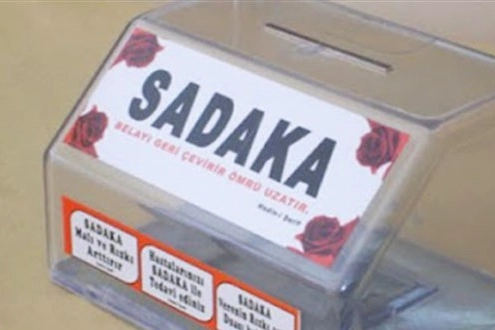 SADAKA
BELAYI GERİ ÇEVİRİR ÖMRÜ UZATIR.
Hadis-i Şerif
SADAKA
Malı ve Rızkı
Arttırır
Hastalarınızı
SADAKA ile
Tedavi ediniz
SADAKA
Verenin Rızkı